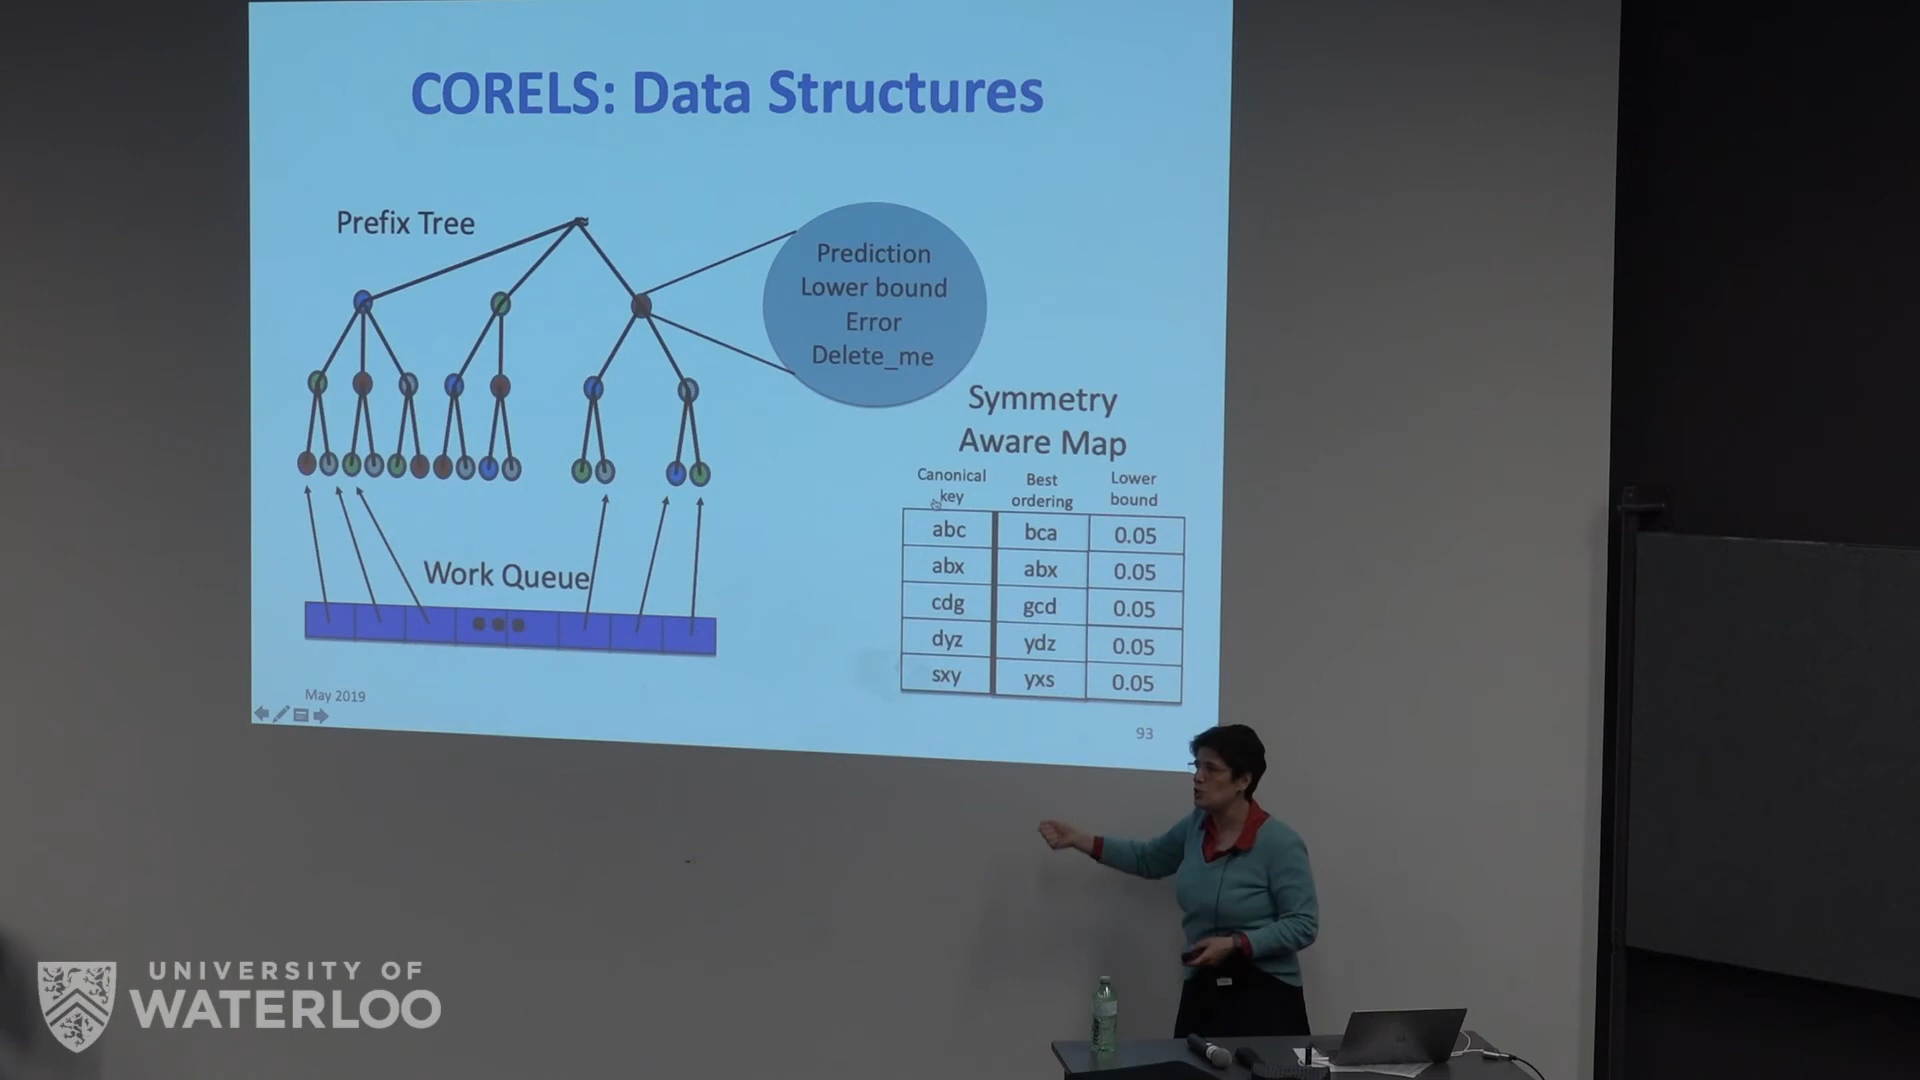 CORELS: Data Structures
Prefix Tree
Prediction
Lower bound
Error
Delete_me
Symmetry
Aware Map
Canonical key Best ordering Lower bound
abc bca 0.05
abx abx 0.05
cdg gcd 0.05
dyz ydz 0.05
sxy yxs 0.05
Work Queue
May 2019
93
UNIVERSITY OF
WATERLOO